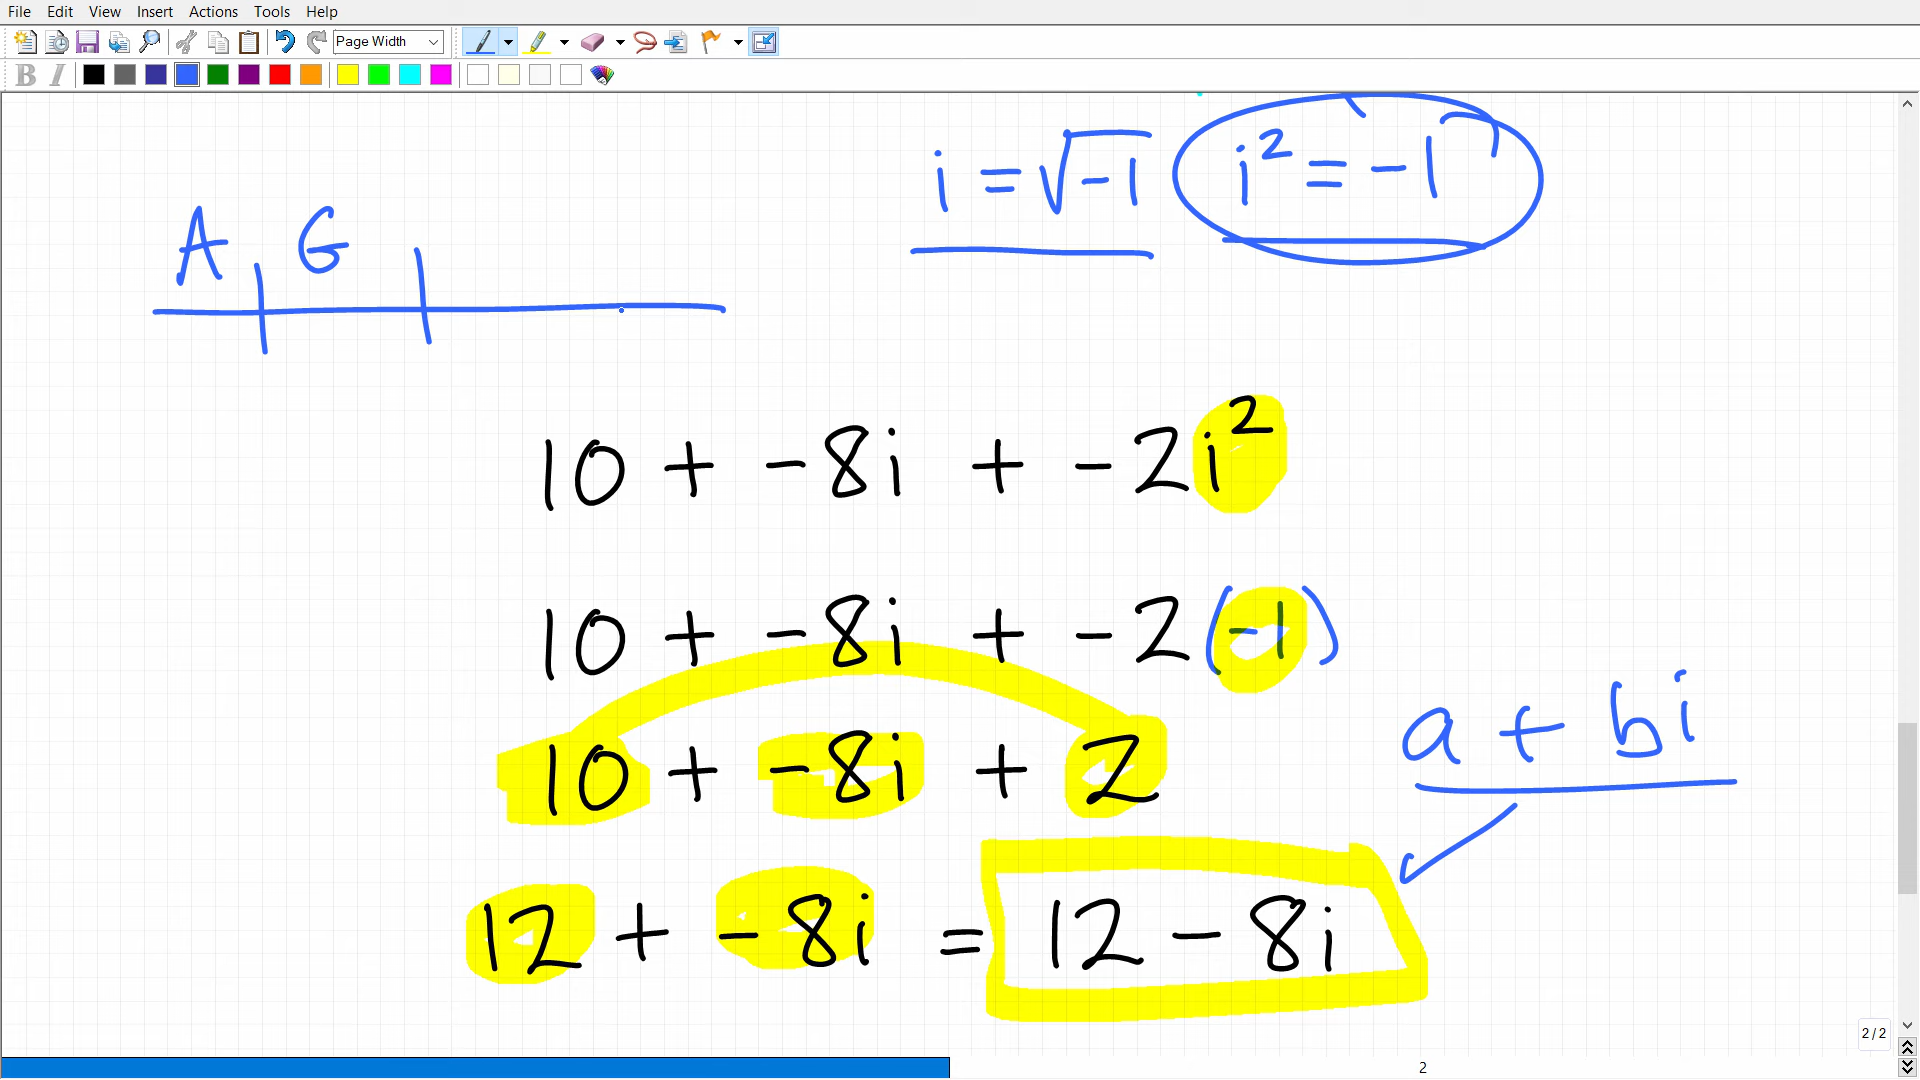 File Edit View Insert Actions Tools Help
Page Width
B I
i = √-1 i² = -1
A G
10 + -8i + -2i²
10 + -8i + -2(-1)
a + bi
10 + -8i + 2
12 + -8i = 12 - 8i
2 / 2
2